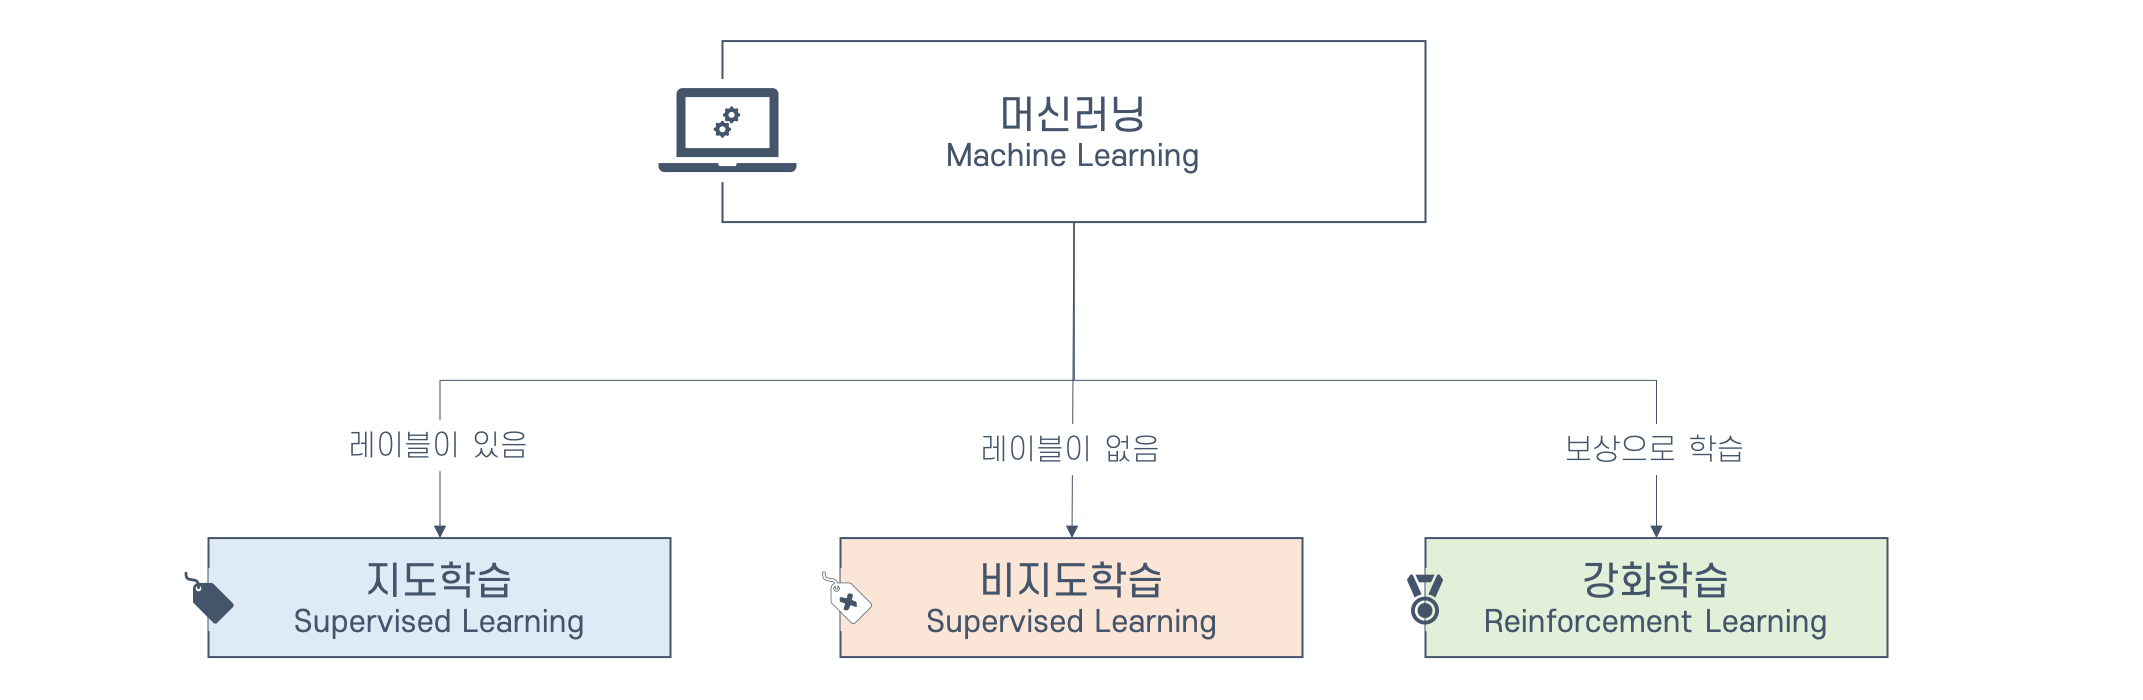 머신러닝
Machine Learning
레이블이 있음
레이블이 없음
보상으로 학습
지도학습
Supervised Learning
비지도학습
Supervised Learning
강화학습
Reinforcement Learning